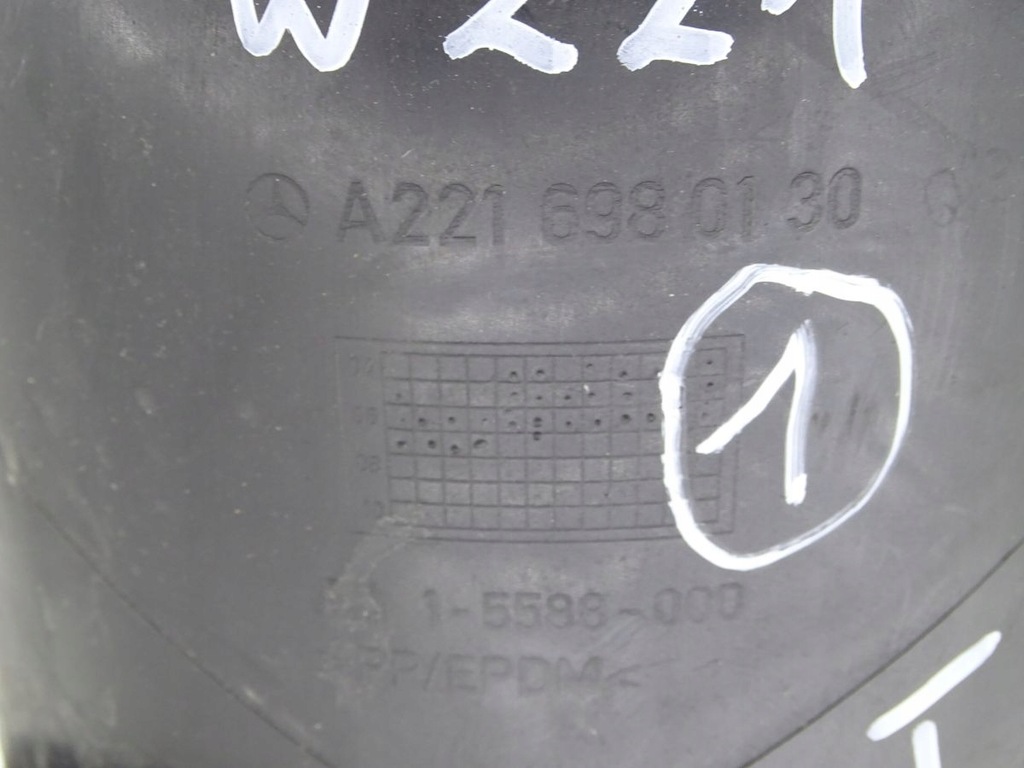 W221
A221 698 01 30
1
1-5598-000
PP/EPDM<